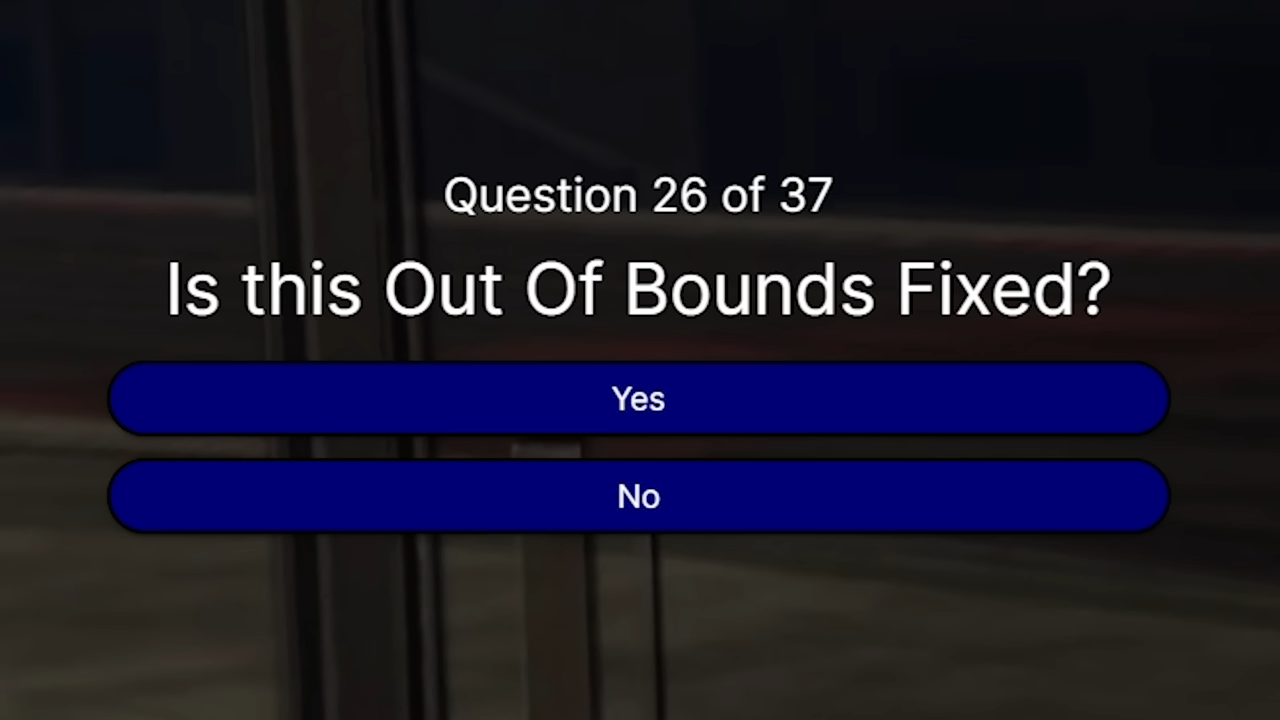 Question 26 of 37
Is this Out Of Bounds Fixed?
Yes
No